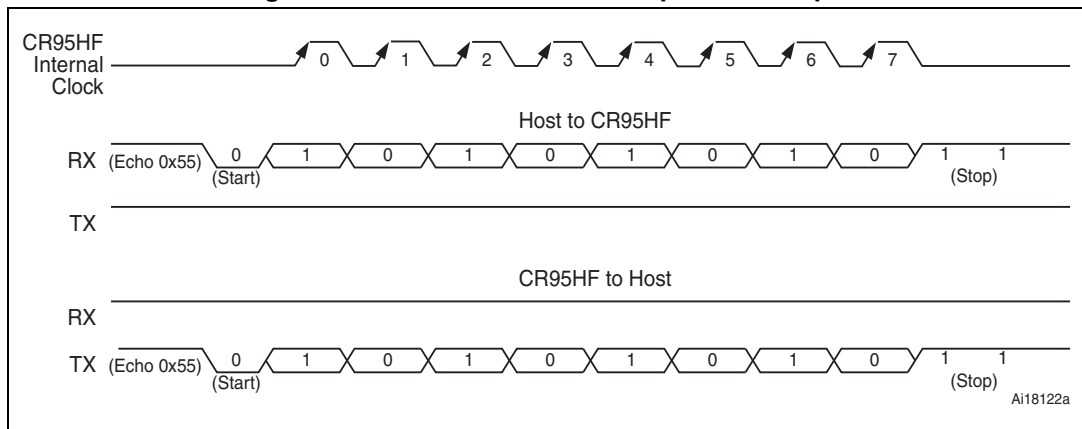 CR95HF
Internal
Clock
0 1 2 3 4 5 6 7
Host to CR95HF
RX (Echo 0x55) 0 1 0 1 0 1 0 1 0 1 1
(Start) (Stop)
TX
CR95HF to Host
RX
TX (Echo 0x55) 0 1 0 1 0 1 0 1 0 1 1
(Start) (Stop)
Ai18122a